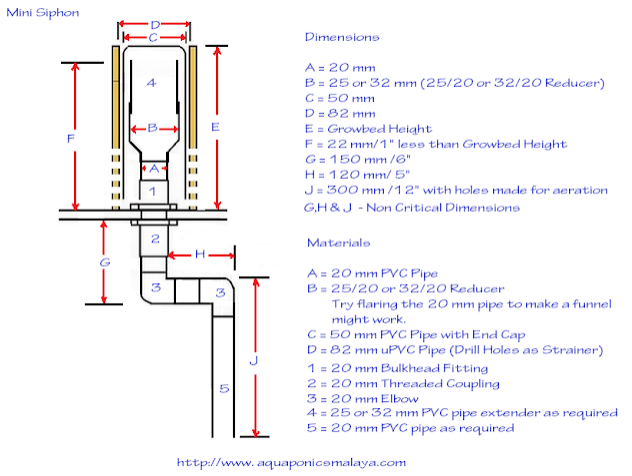 Mini Siphon
D
C
4
B
A
1
F
E
2
G
H
3
3
J
5
Dimensions
A = 20 mm
B = 25 or 32 mm (25/20 or 32/20 Reducer)
C = 50 mm
D = 82 mm
E = Growbed Height
F = 22 mm/1" less than Growbed Height
G = 150 mm /6"
H = 120 mm/ 5"
J = 300 mm /12" with holes made for aeration
G,H & J - Non Critical Dimensions
Materials
A = 20 mm PVC Pipe
B = 25/20 or 32/20 Reducer
Try flaring the 20 mm pipe to make a funnel
might work.
C = 50 mm PVC Pipe with End Cap
D = 82 mm uPVC Pipe (Drill Holes as Strainer)
1 = 20 mm Bulkhead Fitting
2 = 20 mm Threaded Coupling
3 = 20 mm Elbow
4 = 25 or 32 mm PVC pipe extender as required
5 = 20 mm PVC pipe as required
http://www. aquaponicsmalaya.com